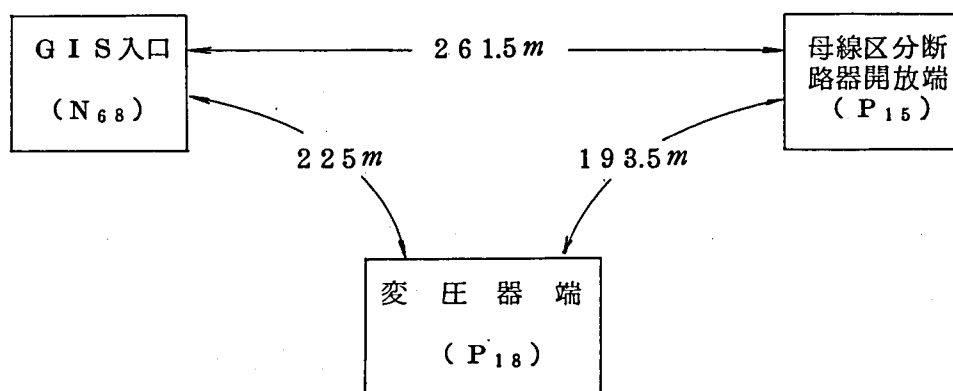 GIS入口
(N68)
261.5m
母線区分断
路器開放端
(P15)
225m
193.5m
変圧器端
(P18)